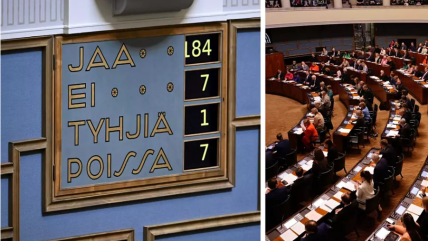 JAA 184
EI 7
TYHJIÄ 1
POISSA 7